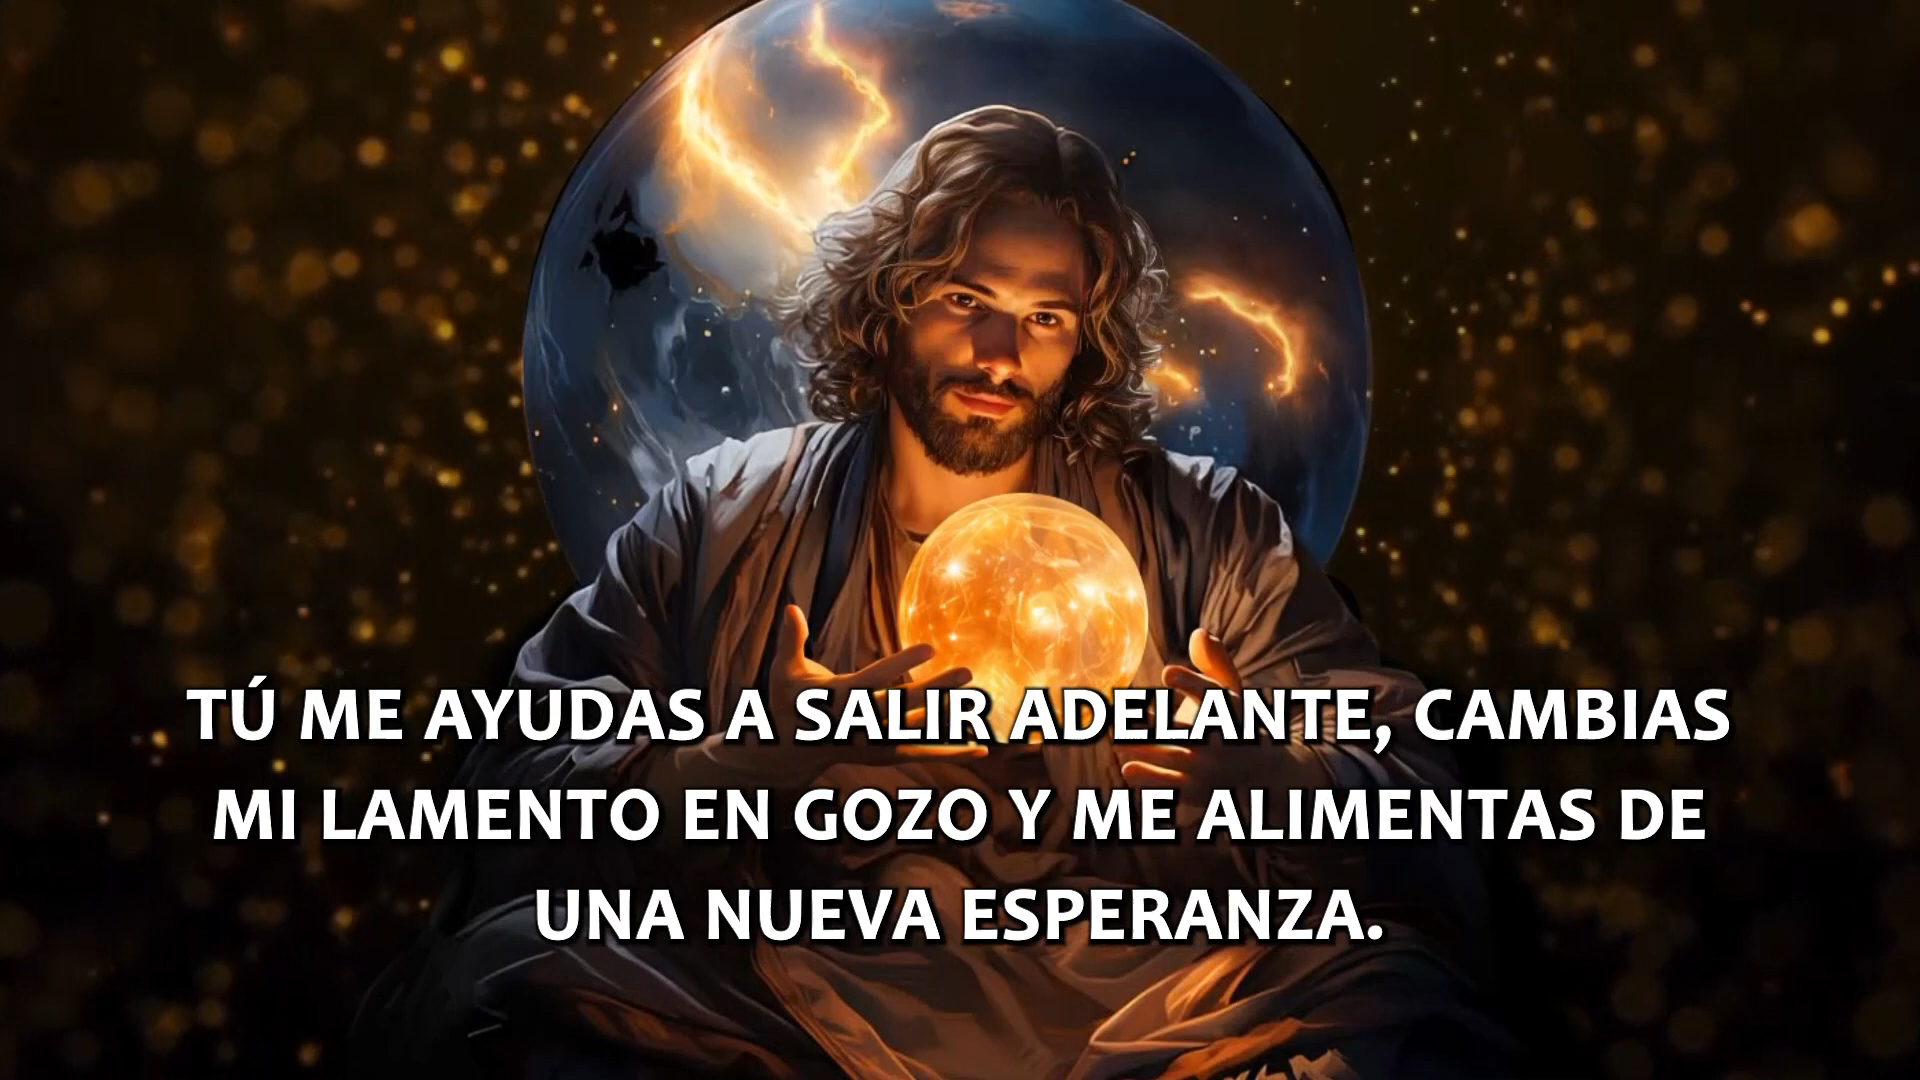 TÚ ME AYUDAS A SALIR ADELANTE, CAMBIAS
MI LAMENTO EN GOZO Y ME ALIMENTAS DE
UNA NUEVA ESPERANZA.